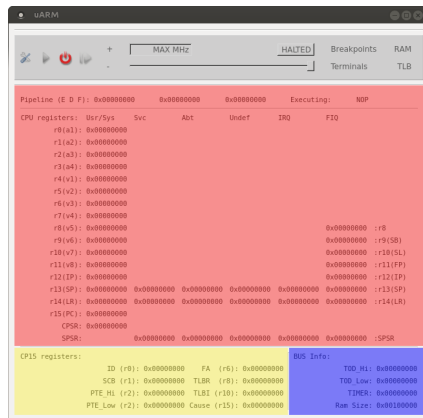 uARM
+ MAX MHz HALTED Breakpoints RAM
- Terminals TLB
Pipeline (E D F): 0x00000000 0x00000000 0x00000000 Executing: NOP
CPU registers: Usr/Sys Svc Abt Undef IRQ FIQ
r0(a1): 0x00000000
r1(a2): 0x00000000
r2(a3): 0x00000000
r3(a4): 0x00000000
r4(v1): 0x00000000
r5(v2): 0x00000000
r6(v3): 0x00000000
r7(v4): 0x00000000
r8(v5): 0x00000000 0x00000000 :r8
r9(v6): 0x00000000 0x00000000 :r9(SB)
r10(v7): 0x00000000 0x00000000 :r10(SL)
r11(v8): 0x00000000 0x00000000 :r11(FP)
r12(IP): 0x00000000 0x00000000 :r12(IP)
r13(SP): 0x00000000 0x00000000 0x00000000 0x00000000 0x00000000 0x00000000 :r13(SP)
r14(LR): 0x00000000 0x00000000 0x00000000 0x00000000 0x00000000 0x00000000 :r14(LR)
r15(PC): 0x00000000
CPSR: 0x00000000
SPSR: 0x00000000 0x00000000 0x00000000 0x00000000 0x00000000 :SPSR
CP15 registers: BUS Info:
ID (r0): 0x00000000 FA (r6): 0x00000000 TOD_Hi: 0x00000000
SCB (r1): 0x00000000 TLBR (r8): 0x00000000 TOD_Low: 0x00000000
PTE_Hi (r2): 0x00000000 TLBI (r10): 0x00000000 TIMER: 0x00000000
PTE_Low (r2): 0x00000000 Cause (r15): 0x00000000 Ram Size: 0x00100000